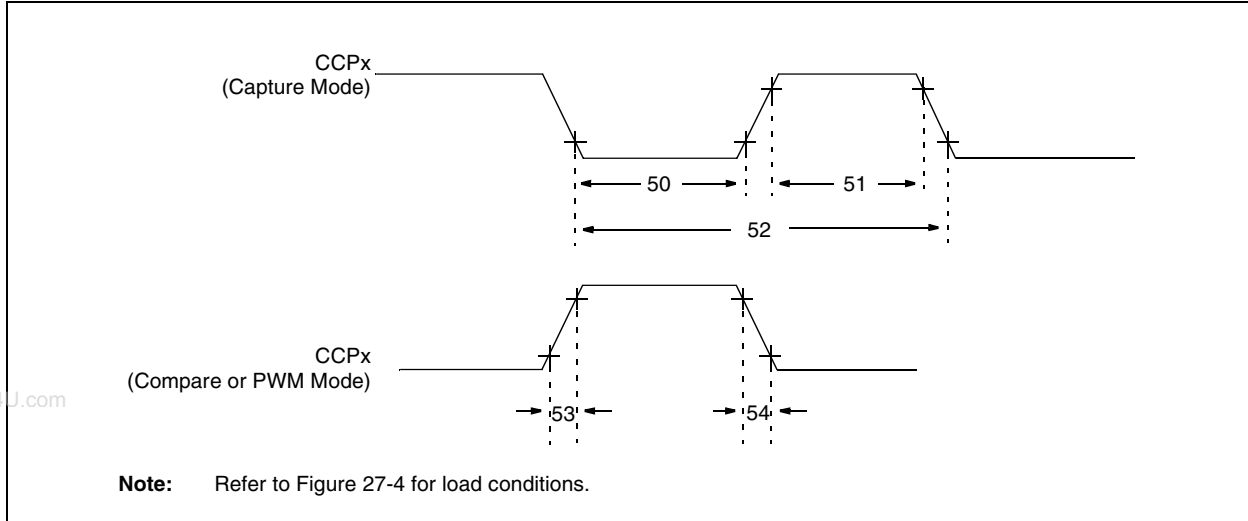 CCPx
(Capture Mode)
50
51
52
CCPx
(Compare or PWM Mode)
53
54
U.com
Note: Refer to Figure 27-4 for load conditions.